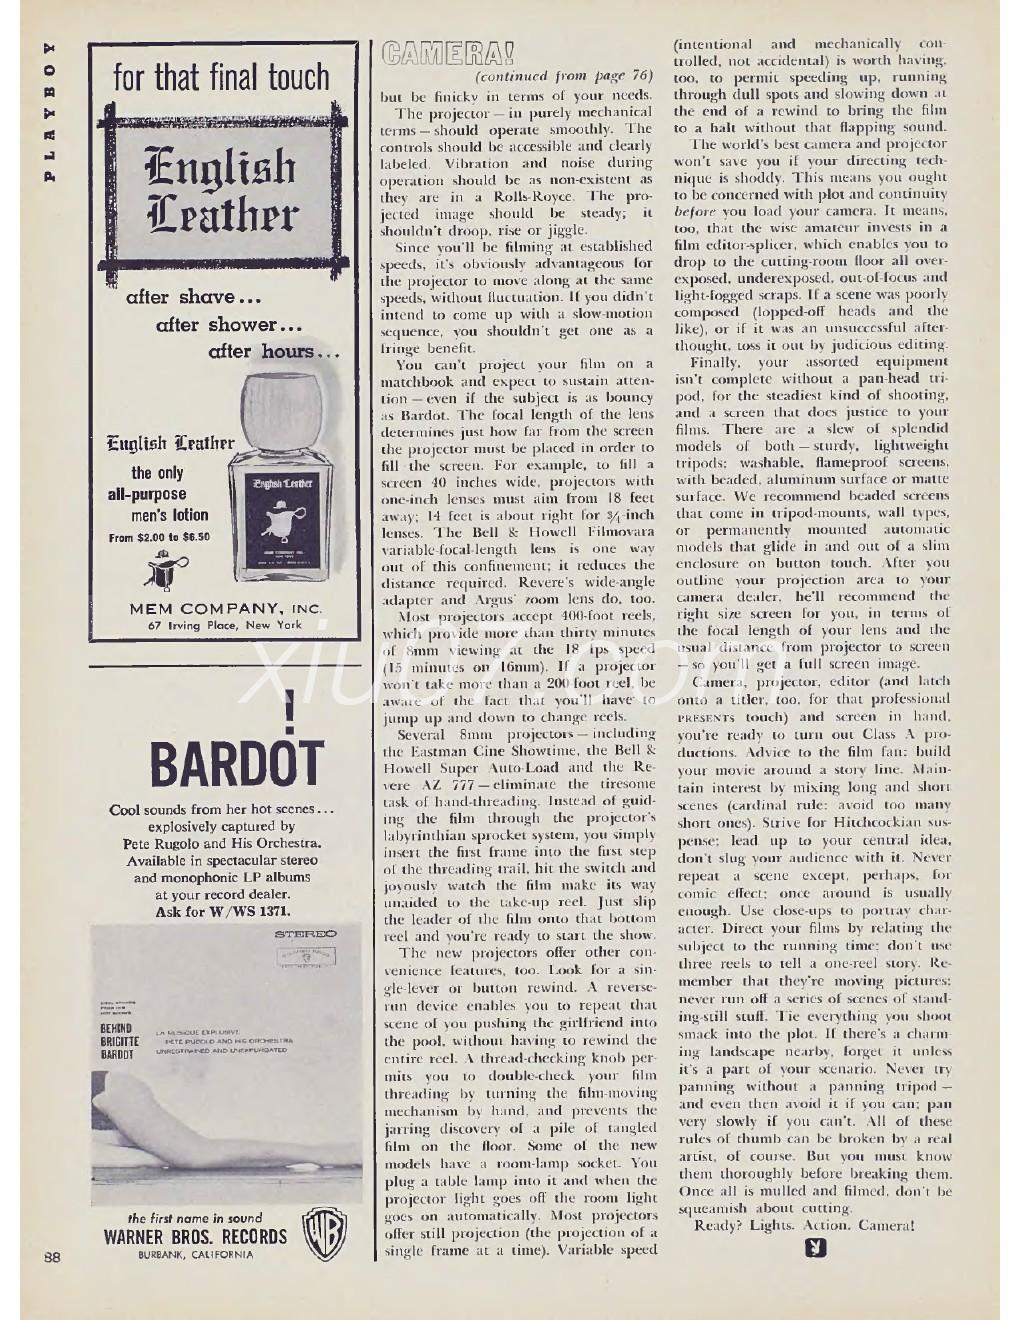 PLAYBOY
for that final touch
English
Leather
after shave...
after shower...
after hours...
English Leather
the only
all-purpose
men's lotion
From $2.00 to $6.50
English Leather
MEM COMPANY, INC.
67 Irving Place, New York
!
BARDOT
Cool sounds from her hot scenes...
explosively captured by
Pete Rugolo and His Orchestra.
Available in spectacular stereo
and monophonic LP albums
at your record dealer.
Ask for W/WS 1371.
STEREO
BEHIND
BRIGITTE
BARDOT
LA MUSIQUE EXPLOSIVE
PETE RUGOLO AND HIS ORCHESTRA
UNRESTRAINED AND UNEXPURGATED
the first name in sound
WARNER BROS. RECORDS
BURBANK, CALIFORNIA
WB
88
CAMERA!
(continued from page 76)
but be finicky in terms of your needs.
The projector — in purely mechanical
terms — should operate smoothly. The
controls should be accessible and clearly
labeled. Vibration and noise during
operation should be as non-existent as
they are in a Rolls-Royce. The pro-
jected image should be steady; it
shouldn't droop, rise or jiggle.
Since you'll be filming at established
speeds, it's obviously advantageous for
the projector to move along at the same
speeds, without fluctuation. If you didn't
intend to come up with a slow-motion
sequence, you shouldn't get one as a
fringe benefit.
You can't project your film on a
matchbook and expect to sustain atten-
tion — even if the subject is as bouncy
as Bardot. The focal length of the lens
determines just how far from the screen
the projector must be placed in order to
fill the screen. For example, to fill a
screen 40 inches wide, projectors with
one-inch lenses must aim from 18 feet
away; 14 feet is about right for ¾-inch
lenses. The Bell & Howell Filmovara
variable-focal-length lens is one way
out of this confinement; it reduces the
distance required. Revere's wide-angle
adapter and Argus' zoom lens do, too.
Most projectors accept 400-foot reels,
which provide more than thirty minutes
of 8mm viewing at the 18 fps speed
(15 minutes on 16mm). If a projector
won't take more than a 200-foot reel, be
aware of the fact that you'll have to
jump up and down to change reels.
Several 8mm projectors — including
the Eastman Cine Showtime, the Bell &
Howell Super Auto-Load and the Re-
vere AZ 777 — eliminate the tiresome
task of hand-threading. Instead of guid-
ing the film through the projector's
labyrinthian sprocket system, you simply
insert the first frame into the first step
of the threading trail, hit the switch and
joyously watch the film make its way
unaided to the take-up reel. Just slip
the leader of the film onto that bottom
reel and you're ready to start the show.
The new projectors offer other con-
venience features, too. Look for a sin-
gle-lever or button rewind. A reverse-
run device enables you to repeat that
scene of you pushing the girlfriend into
the pool, without having to rewind the
entire reel. A thread-checking knob per-
mits you to double-check your film
threading by turning the film-moving
mechanism by hand, and prevents the
jarring discovery of a pile of tangled
film on the floor. Some of the new
models have a room-lamp socket. You
plug a table lamp into it and when the
projector light goes off the room light
goes on automatically. Most projectors
offer still projection (the projection of a
single frame at a time). Variable speed
(intentional and mechanically con-
trolled, not accidental) is worth having,
too, to permit speeding up, running
through dull spots and slowing down at
the end of a rewind to bring the film
to a halt without that flapping sound.
The world's best camera and projector
won't save you if your directing tech-
nique is shoddy. This means you ought
to be concerned with plot and continuity
before you load your camera. It means,
too, that the wise amateur invests in a
film editor-splicer, which enables you to
drop to the cutting-room floor all over-
exposed, underexposed, out-of-focus and
light-fogged scraps. If a scene was poorly
composed (lopped-off heads and the
like), or if it was an unsuccessful after-
thought, toss it out by judicious editing.
Finally, your assorted equipment
isn't complete without a pan-head tri-
pod, for the steadiest kind of shooting,
and a screen that does justice to your
films. There are a slew of splendid
models of both — sturdy, lightweight
tripods; washable, flameproof screens,
with beaded, aluminum surface or matte
surface. We recommend beaded screens
that come in tripod-mounts, wall types,
or permanently mounted automatic
models that glide in and out of a slim
enclosure on button touch. After you
outline your projection area to your
camera dealer, he'll recommend the
right size screen for you, in terms of
the focal length of your lens and the
usual distance from projector to screen
— so you'll get a full screen image.
Camera, projector, editor (and latch
onto a titler, too, for that professional
PRESENTS touch) and screen in hand,
you're ready to turn out Class A pro-
ductions. Advice to the film fan: build
your movie around a story line. Main-
tain interest by mixing long and short
scenes (cardinal rule: avoid too many
short ones). Strive for Hitchcockian sus-
pense; lead up to your central idea,
don't slug your audience with it. Never
repeat a scene except, perhaps, for
comic effect; once around is usually
enough. Use close-ups to portray char-
acter. Direct your films by relating the
subject to the running time; don't use
three reels to tell a one-reel story. Re-
member that they're moving pictures;
never run off a series of scenes of stand-
ing-still stuff. Tie everything you shoot
smack into the plot. If there's a charm-
ing landscape nearby, forget it unless
it's a part of your scenario. Never try
panning without a panning tripod —
and even then avoid it if you can; pan
very slowly if you can't. All of these
rules of thumb can be broken by a real
artist, of course. But you must know
them thoroughly before breaking them.
Once all is mulled and filmed, don't be
squeamish about cutting.
Ready? Lights. Action. Camera!